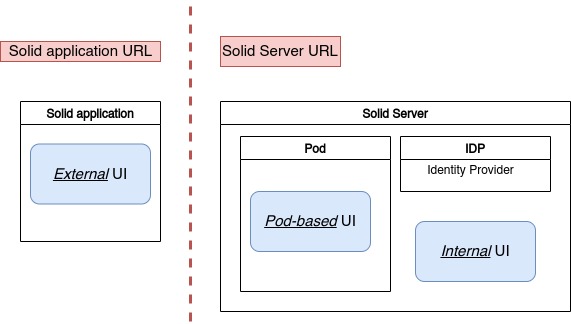 Solid application URL
Solid Server URL
Solid application
External UI
Solid Server
Pod
Pod-based UI
IDP
Identity Provider
Internal UI